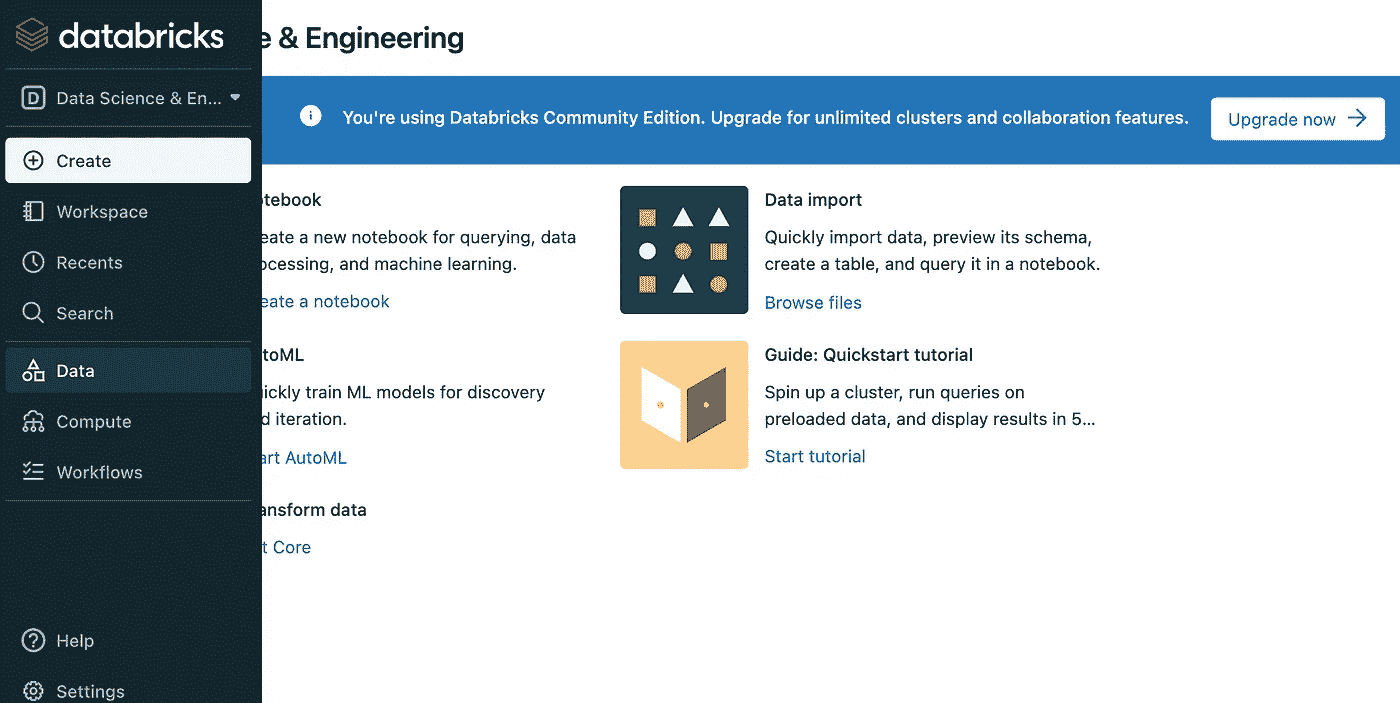 databricks
e & Engineering
D Data Science & En...
You're using Databricks Community Edition. Upgrade for unlimited clusters and collaboration features.
Upgrade now
Create
Workspace
Recents
Search
Data
Compute
Workflows
Help
Settings
otebook
eate a new notebook for querying, data
ocessing, and machine learning.
eate a notebook
Data import
Quickly import data, preview its schema,
create a table, and query it in a notebook.
Browse files
utoML
uickly train ML models for discovery
d iteration.
art AutoML
Guide: Quickstart tutorial
Spin up a cluster, run queries on
preloaded data, and display results in 5...
Start tutorial
ansform data
t Core